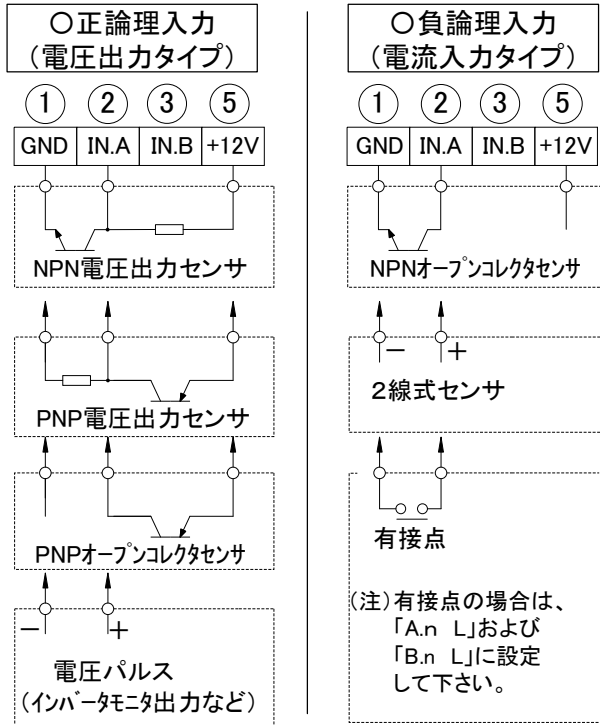 ○正論理入力
(電圧出力タイプ)
① ② ③ ⑤
GND IN.A IN.B +12V
NPN電圧出力センサ
PNP電圧出力センサ
PNPオープンコレクタセンサ
− +
電圧パルス
(インバータモニタ出力など)
○負論理入力
(電流入力タイプ)
① ② ③ ⑤
GND IN.A IN.B +12V
NPNオープンコレクタセンサ
− +
2線式センサ
有接点
(注)有接点の場合は、
「A.n L」および
「B.n L」に設定
して下さい。